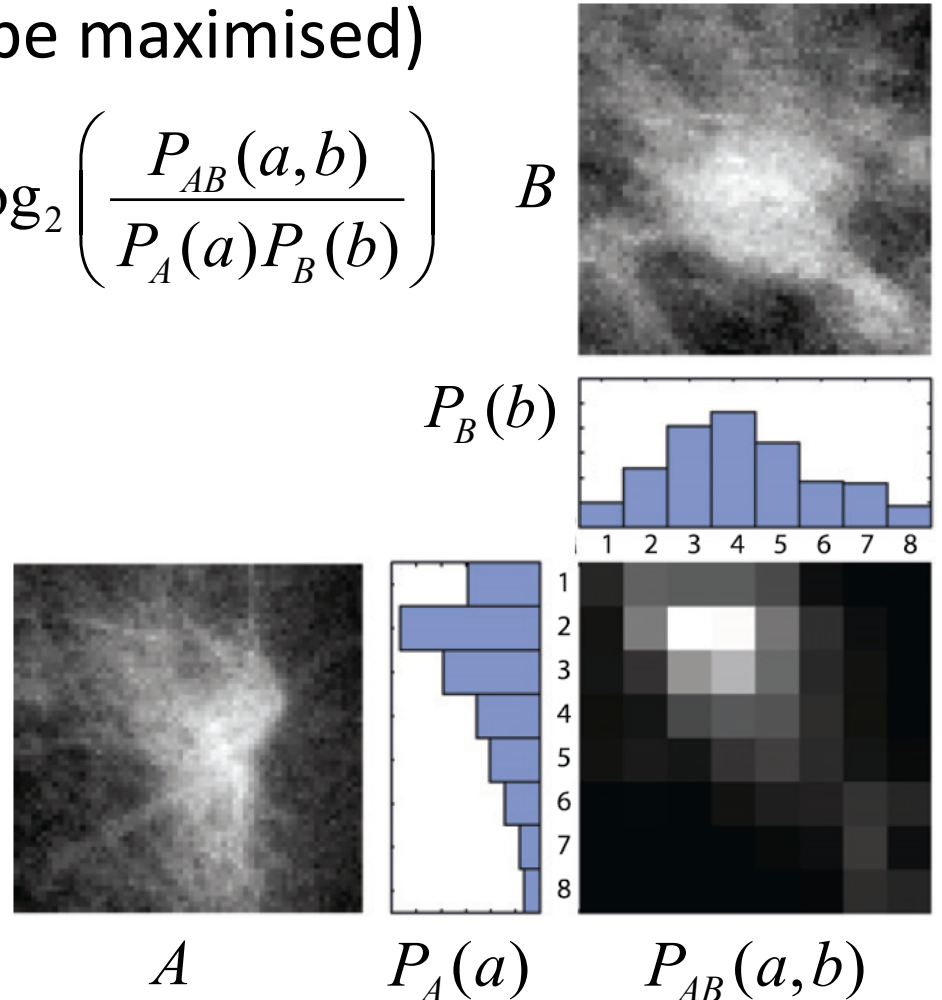 be maximised)
og₂ ( P_AB(a,b) / P_A(a)P_B(b) )
B
P_B(b)
1 2 3 4 5 6 7 8
1
2
3
4
5
6
7
8
A
P_A(a)
P_AB(a,b)